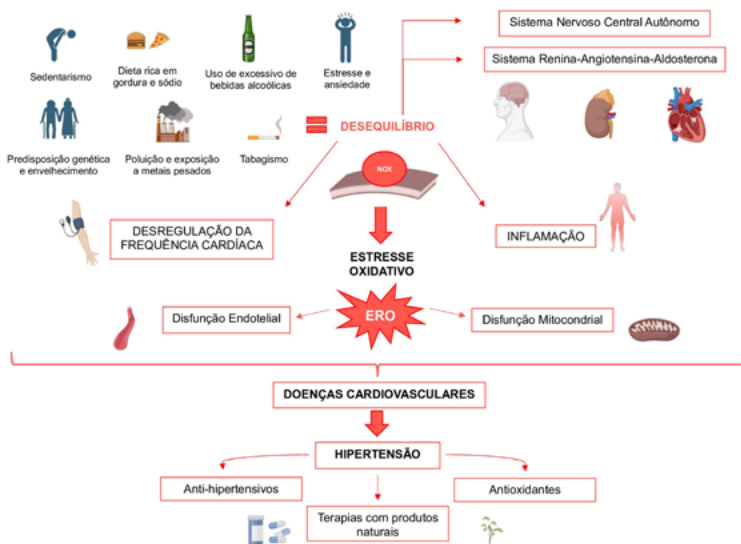 Sistema Nervoso Central Autônomo
Sistema Renina-Angiotensina-Aldosterona
Sedentarismo
Dieta rica em
gordura e sódio
Uso de excessivo de
bebidas alcoólicas
Estresse e
ansiedade
DESEQUILÍBRIO
Predisposição genética
e envelhecimento
Poluição e exposição
a metais pesados
Tabagismo
NOX
DESREGULAÇÃO DA
FREQUÊNCIA CARDÍACA
INFLAMAÇÃO
ESTRESSE
OXIDATIVO
ERO
Disfunção Endotelial
Disfunção Mitocondrial
DOENÇAS CARDIOVASCULARES
HIPERTENSÃO
Anti-hipertensivos
Antioxidantes
Terapias com produtos
naturais